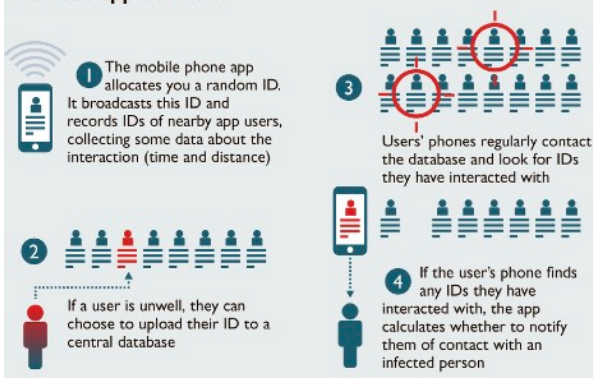 1 The mobile phone app
allocates you a random ID.
It broadcasts this ID and
records IDs of nearby app users,
collecting some data about the
interaction (time and distance)
2
If a user is unwell, they can
choose to upload their ID to a
central database
3
Users' phones regularly contact
the database and look for IDs
they have interacted with
4 If the user's phone finds
any IDs they have
interacted with, the app
calculates whether to notify
them of contact with an
infected person